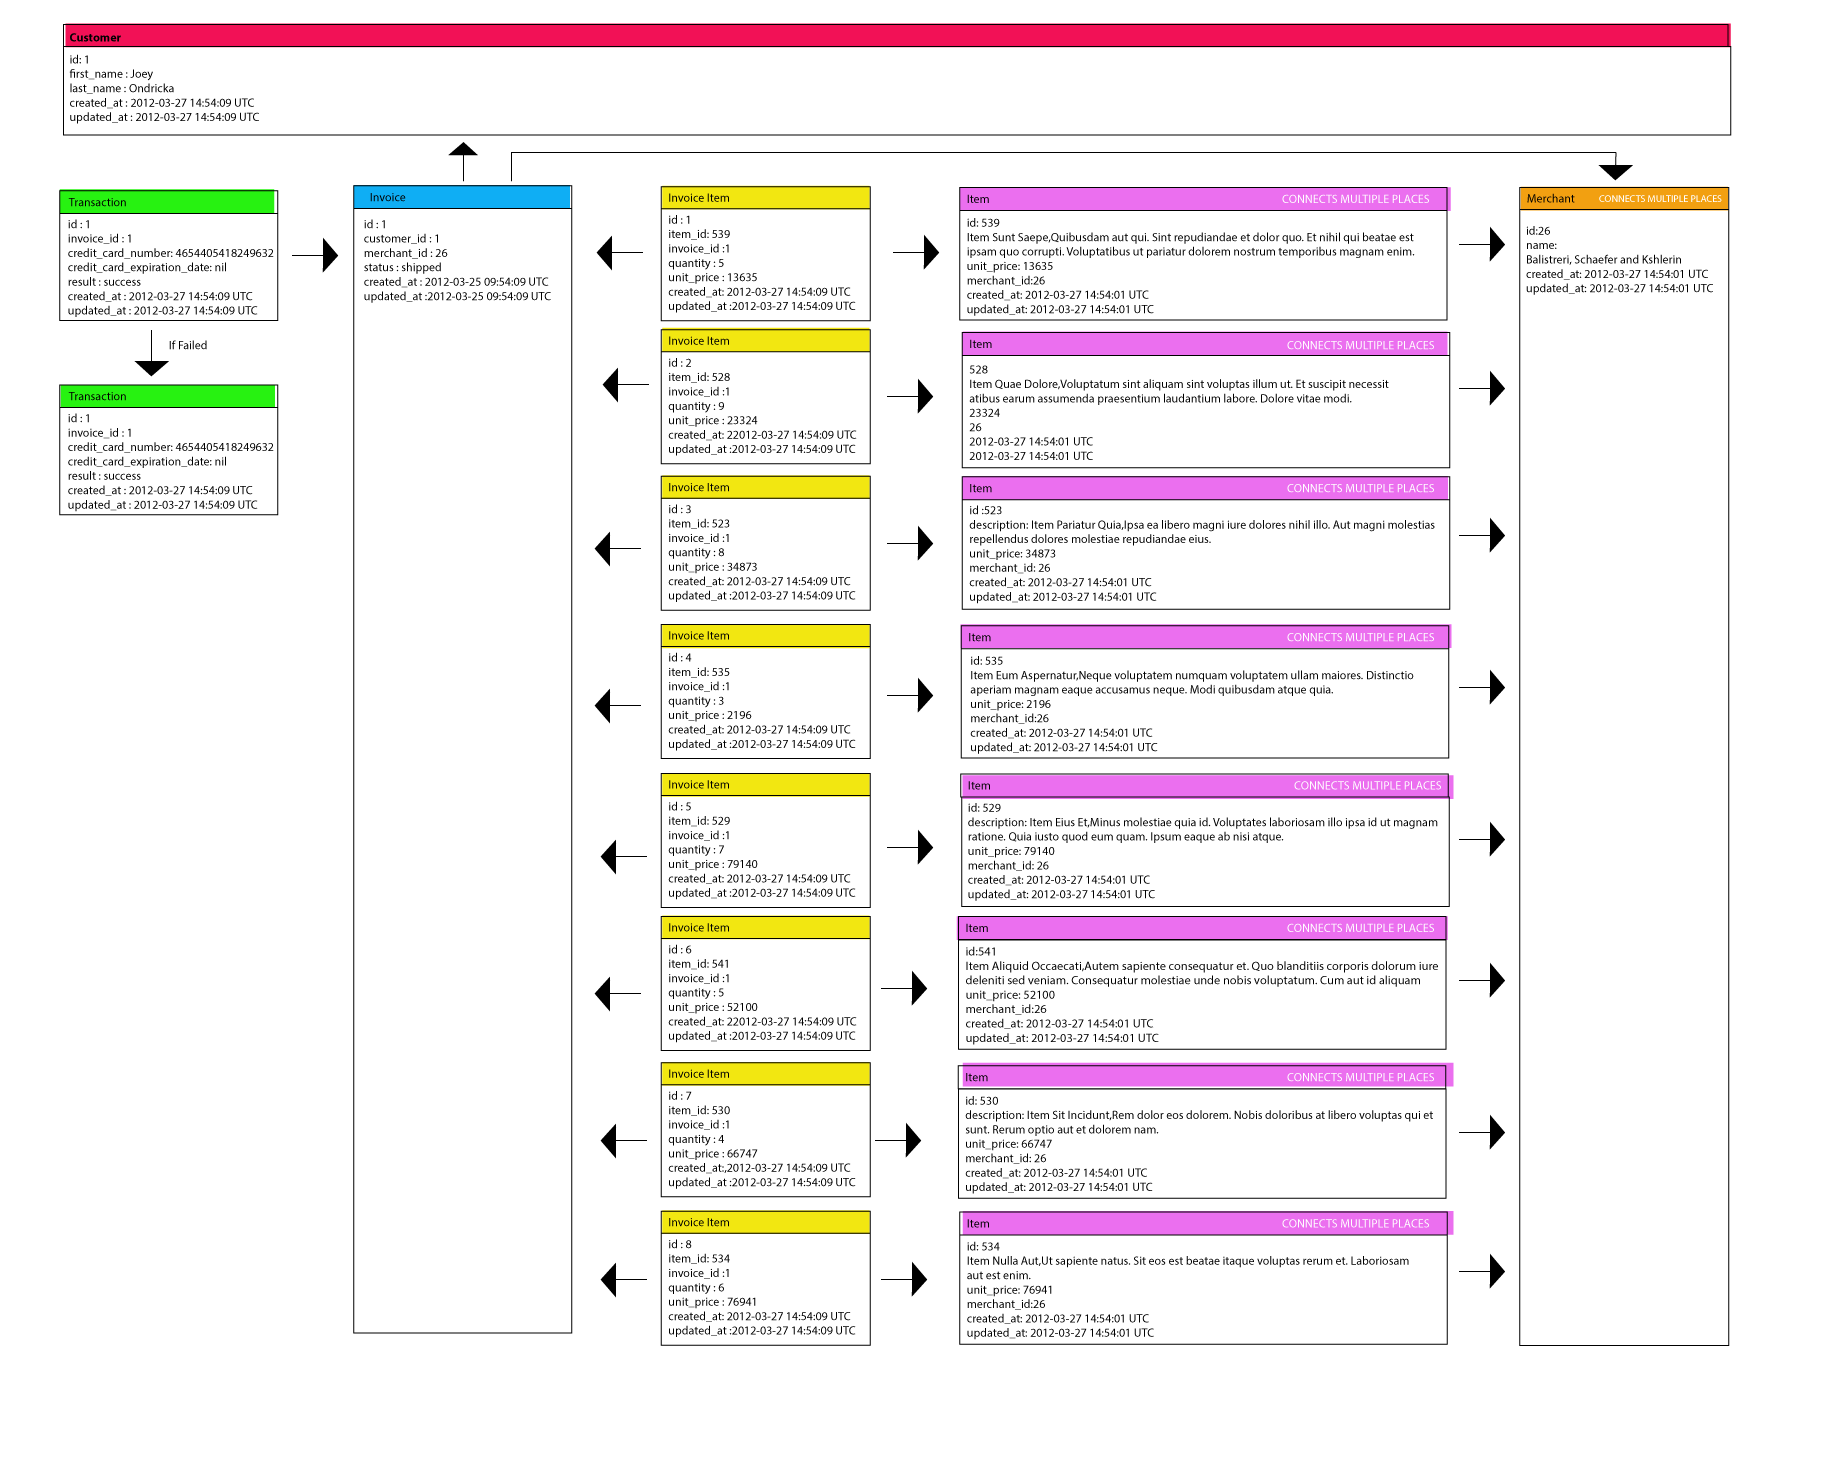 Customer
id: 1
first_name : Joey
last_name : Ondricka
created_at : 2012-03-27 14:54:09 UTC
updated_at : 2012-03-27 14:54:09 UTC
Transaction
id : 1
invoice_id : 1
credit_card_number: 4654405418249632
credit_card_expiration_date: nil
result : success
created_at : 2012-03-27 14:54:09 UTC
updated_at : 2012-03-27 14:54:09 UTC
If Failed
Transaction
id : 1
invoice_id : 1
credit_card_number: 4654405418249632
credit_card_expiration_date: nil
result : success
created_at : 2012-03-27 14:54:09 UTC
updated_at : 2012-03-27 14:54:09 UTC
Invoice
id : 1
customer_id : 1
merchant_id : 26
status : shipped
created_at : 2012-03-25 09:54:09 UTC
updated_at :2012-03-25 09:54:09 UTC
Invoice Item
id : 1
item_id: 539
invoice_id :1
quantity : 5
unit_price : 13635
created_at: 2012-03-27 14:54:09 UTC
updated_at :2012-03-27 14:54:09 UTC
Invoice Item
id : 2
item_id: 528
invoice_id :1
quantity : 9
unit_price : 23324
created_at: 22012-03-27 14:54:09 UTC
updated_at :2012-03-27 14:54:09 UTC
Invoice Item
id : 3
item_id: 523
invoice_id :1
quantity : 8
unit_price : 34873
created_at: 2012-03-27 14:54:09 UTC
updated_at :2012-03-27 14:54:09 UTC
Invoice Item
id : 4
item_id: 535
invoice_id :1
quantity : 3
unit_price : 2196
created_at: 2012-03-27 14:54:09 UTC
updated_at :2012-03-27 14:54:09 UTC
Invoice Item
id : 5
item_id: 529
invoice_id :1
quantity : 7
unit_price : 79140
created_at: 2012-03-27 14:54:09 UTC
updated_at :2012-03-27 14:54:09 UTC
Invoice Item
id : 6
item_id: 541
invoice_id :1
quantity : 5
unit_price : 52100
created_at: 22012-03-27 14:54:09 UTC
updated_at :2012-03-27 14:54:09 UTC
Invoice Item
id : 7
item_id: 530
invoice_id :1
quantity : 4
unit_price : 66747
created_at:,2012-03-27 14:54:09 UTC
updated_at :2012-03-27 14:54:09 UTC
Invoice Item
id : 8
item_id: 534
invoice_id :1
quantity : 6
unit_price : 76941
created_at: 2012-03-27 14:54:09 UTC
updated_at :2012-03-27 14:54:09 UTC
Item CONNECTS MULTIPLE PLACES
id: 539
Item Sunt Saepe,Quibusdam aut qui. Sint repudiandae et dolor quo. Et nihil qui beatae est
ipsam quo corrupti. Voluptatibus ut pariatur dolorem nostrum temporibus magnam enim.
unit_price: 13635
merchant_id:26
created_at: 2012-03-27 14:54:01 UTC
updated_at: 2012-03-27 14:54:01 UTC
Item CONNECTS MULTIPLE PLACES
528
Item Quae Dolore,Voluptatum sint aliquam sint voluptas illum ut. Et suscipit necessit
atibus earum assumenda praesentium laudantium labore. Dolore vitae modi.
23324
26
2012-03-27 14:54:01 UTC
2012-03-27 14:54:01 UTC
Item CONNECTS MULTIPLE PLACES
id :523
description: Item Pariatur Quia,Ipsa ea libero magni iure dolores nihil illo. Aut magni molestias
repellendus dolores molestiae repudiandae eius.
unit_price: 34873
merchant_id: 26
created_at: 2012-03-27 14:54:01 UTC
updated_at: 2012-03-27 14:54:01 UTC
Item CONNECTS MULTIPLE PLACES
id: 535
Item Eum Aspernatur,Neque voluptatem numquam voluptatem ullam maiores. Distinctio
aperiam magnam eaque accusamus neque. Modi quibusdam atque quia.
unit_price: 2196
merchant_id:26
created_at: 2012-03-27 14:54:01 UTC
updated_at: 2012-03-27 14:54:01 UTC
Item CONNECTS MULTIPLE PLACES
id: 529
description: Item Eius Et,Minus molestiae quia id. Voluptates laboriosam illo ipsa id ut magnam
ratione. Quia iusto quod eum quam. Ipsum eaque ab nisi atque.
unit_price: 79140
merchant_id: 26
created_at: 2012-03-27 14:54:01 UTC
updated_at: 2012-03-27 14:54:01 UTC
Item CONNECTS MULTIPLE PLACES
id:541
Item Aliquid Occaecati,Autem sapiente consequatur et. Quo blanditiis corporis dolorum iure
deleniti sed veniam. Consequatur molestiae unde nobis voluptatum. Cum aut id aliquam
unit_price: 52100
merchant_id:26
created_at: 2012-03-27 14:54:01 UTC
updated_at: 2012-03-27 14:54:01 UTC
Item CONNECTS MULTIPLE PLACES
id: 530
description: Item Sit Incidunt,Rem dolor eos dolorem. Nobis doloribus at libero voluptas qui et
sunt. Rerum optio aut et dolorem nam.
unit_price: 66747
merchant_id: 26
created_at: 2012-03-27 14:54:01 UTC
updated_at: 2012-03-27 14:54:01 UTC
Item CONNECTS MULTIPLE PLACES
id: 534
Item Nulla Aut,Ut sapiente natus. Sit eos est beatae itaque voluptas rerum et. Laboriosam
aut est enim.
unit_price: 76941
merchant_id:26
created_at: 2012-03-27 14:54:01 UTC
updated_at: 2012-03-27 14:54:01 UTC
Merchant CONNECTS MULTIPLE PLACES
id:26
name:
Balistreri, Schaefer and Kshlerin
created_at: 2012-03-27 14:54:01 UTC
updated_at: 2012-03-27 14:54:01 UTC